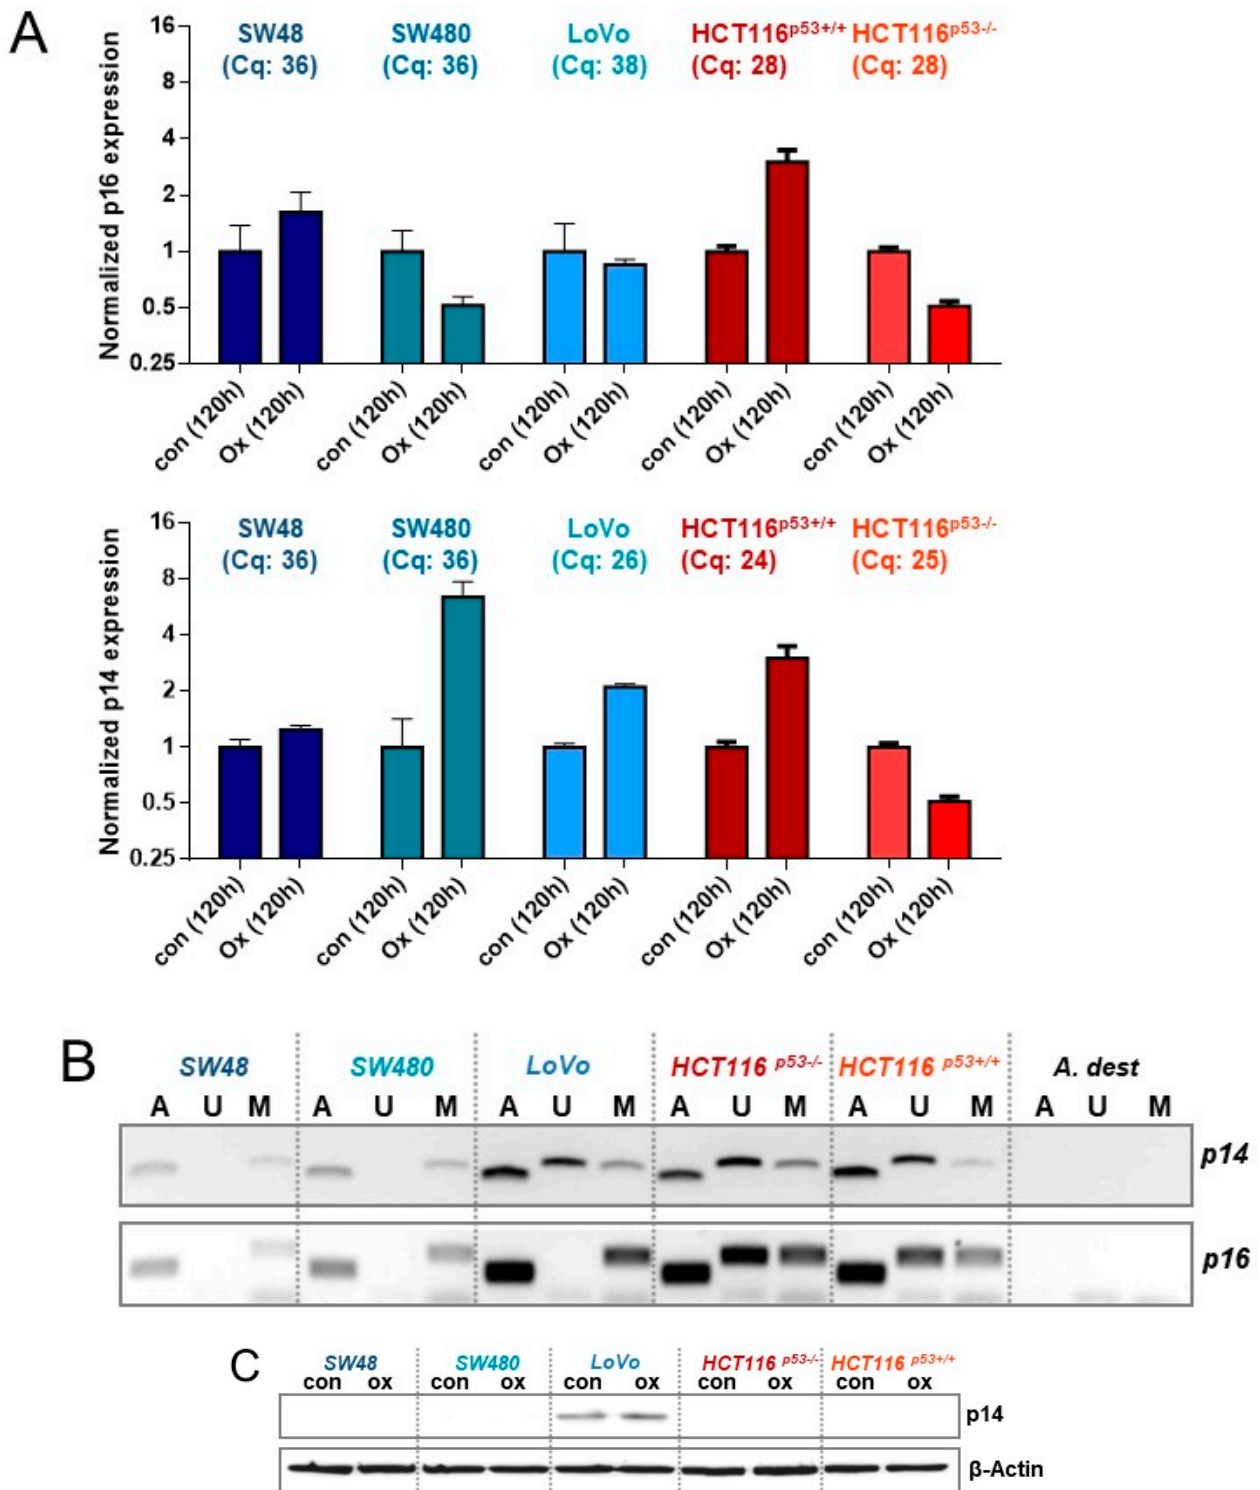 A
SW48 SW480 LoVo HCT116p53+/+ HCT116p53-/-
(Cq: 36) (Cq: 36) (Cq: 38) (Cq: 28) (Cq: 28)
Normalized p16 expression
16
8
4
2
1
0.5
0.25
con (120h) Ox (120h) con (120h) Ox (120h) con (120h) Ox (120h) con (120h) Ox (120h) con (120h) Ox (120h)
SW48 SW480 LoVo HCT116p53+/+ HCT116p53-/-
(Cq: 36) (Cq: 36) (Cq: 26) (Cq: 24) (Cq: 25)
Normalized p14 expression
16
8
4
2
1
0.5
0.25
con (120h) Ox (120h) con (120h) Ox (120h) con (120h) Ox (120h) con (120h) Ox (120h) con (120h) Ox (120h)
B
SW48 SW480 LoVo HCT116 p53-/- HCT116 p53+/+ A. dest
A U M A U M A U M A U M A U M A U M
p14
p16
C
SW48 SW480 LoVo HCT116 p53-/- HCT116 p53+/+
con ox con ox con ox con ox con ox
p14
β-Actin